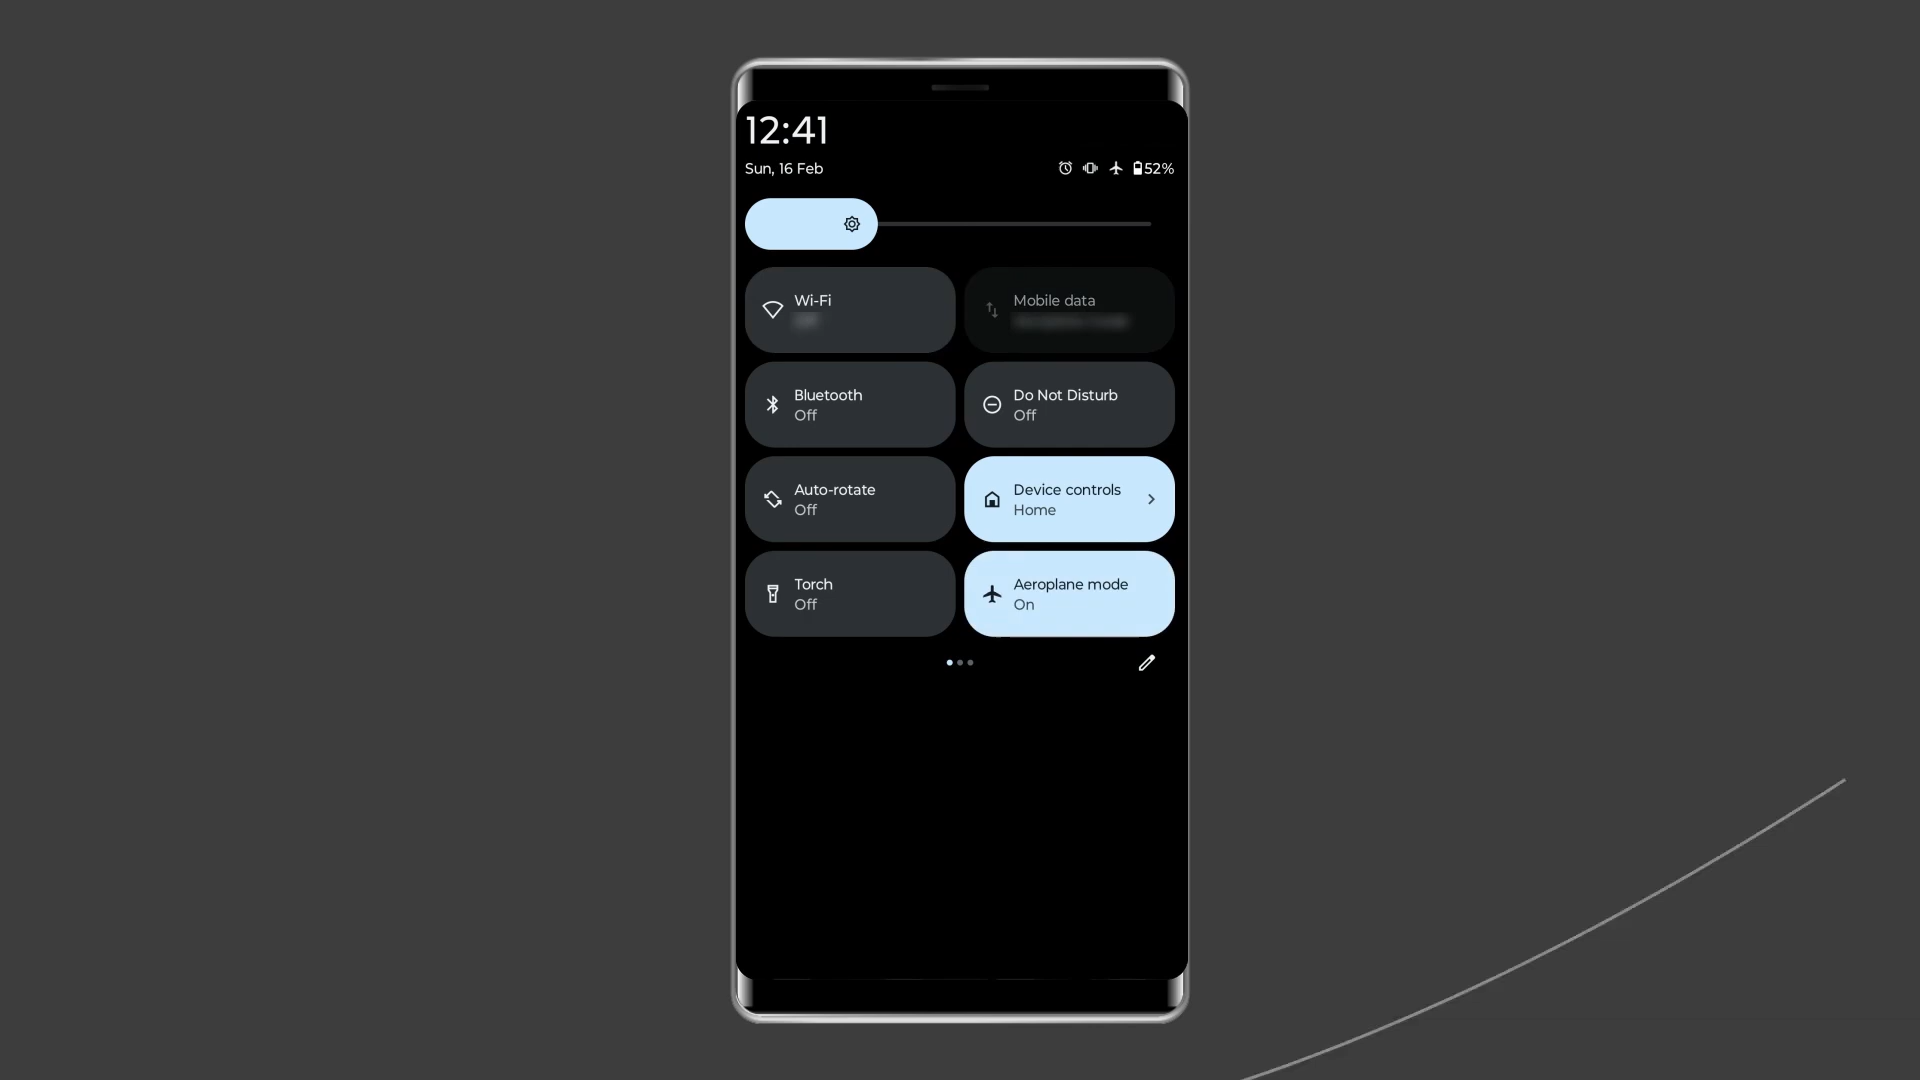 12:41
Sun, 16 Feb
52%
Wi-Fi
Mobile data
Bluetooth
Off
Do Not Disturb
Off
Auto-rotate
Off
Device controls
Home
Torch
Off
Aeroplane mode
On